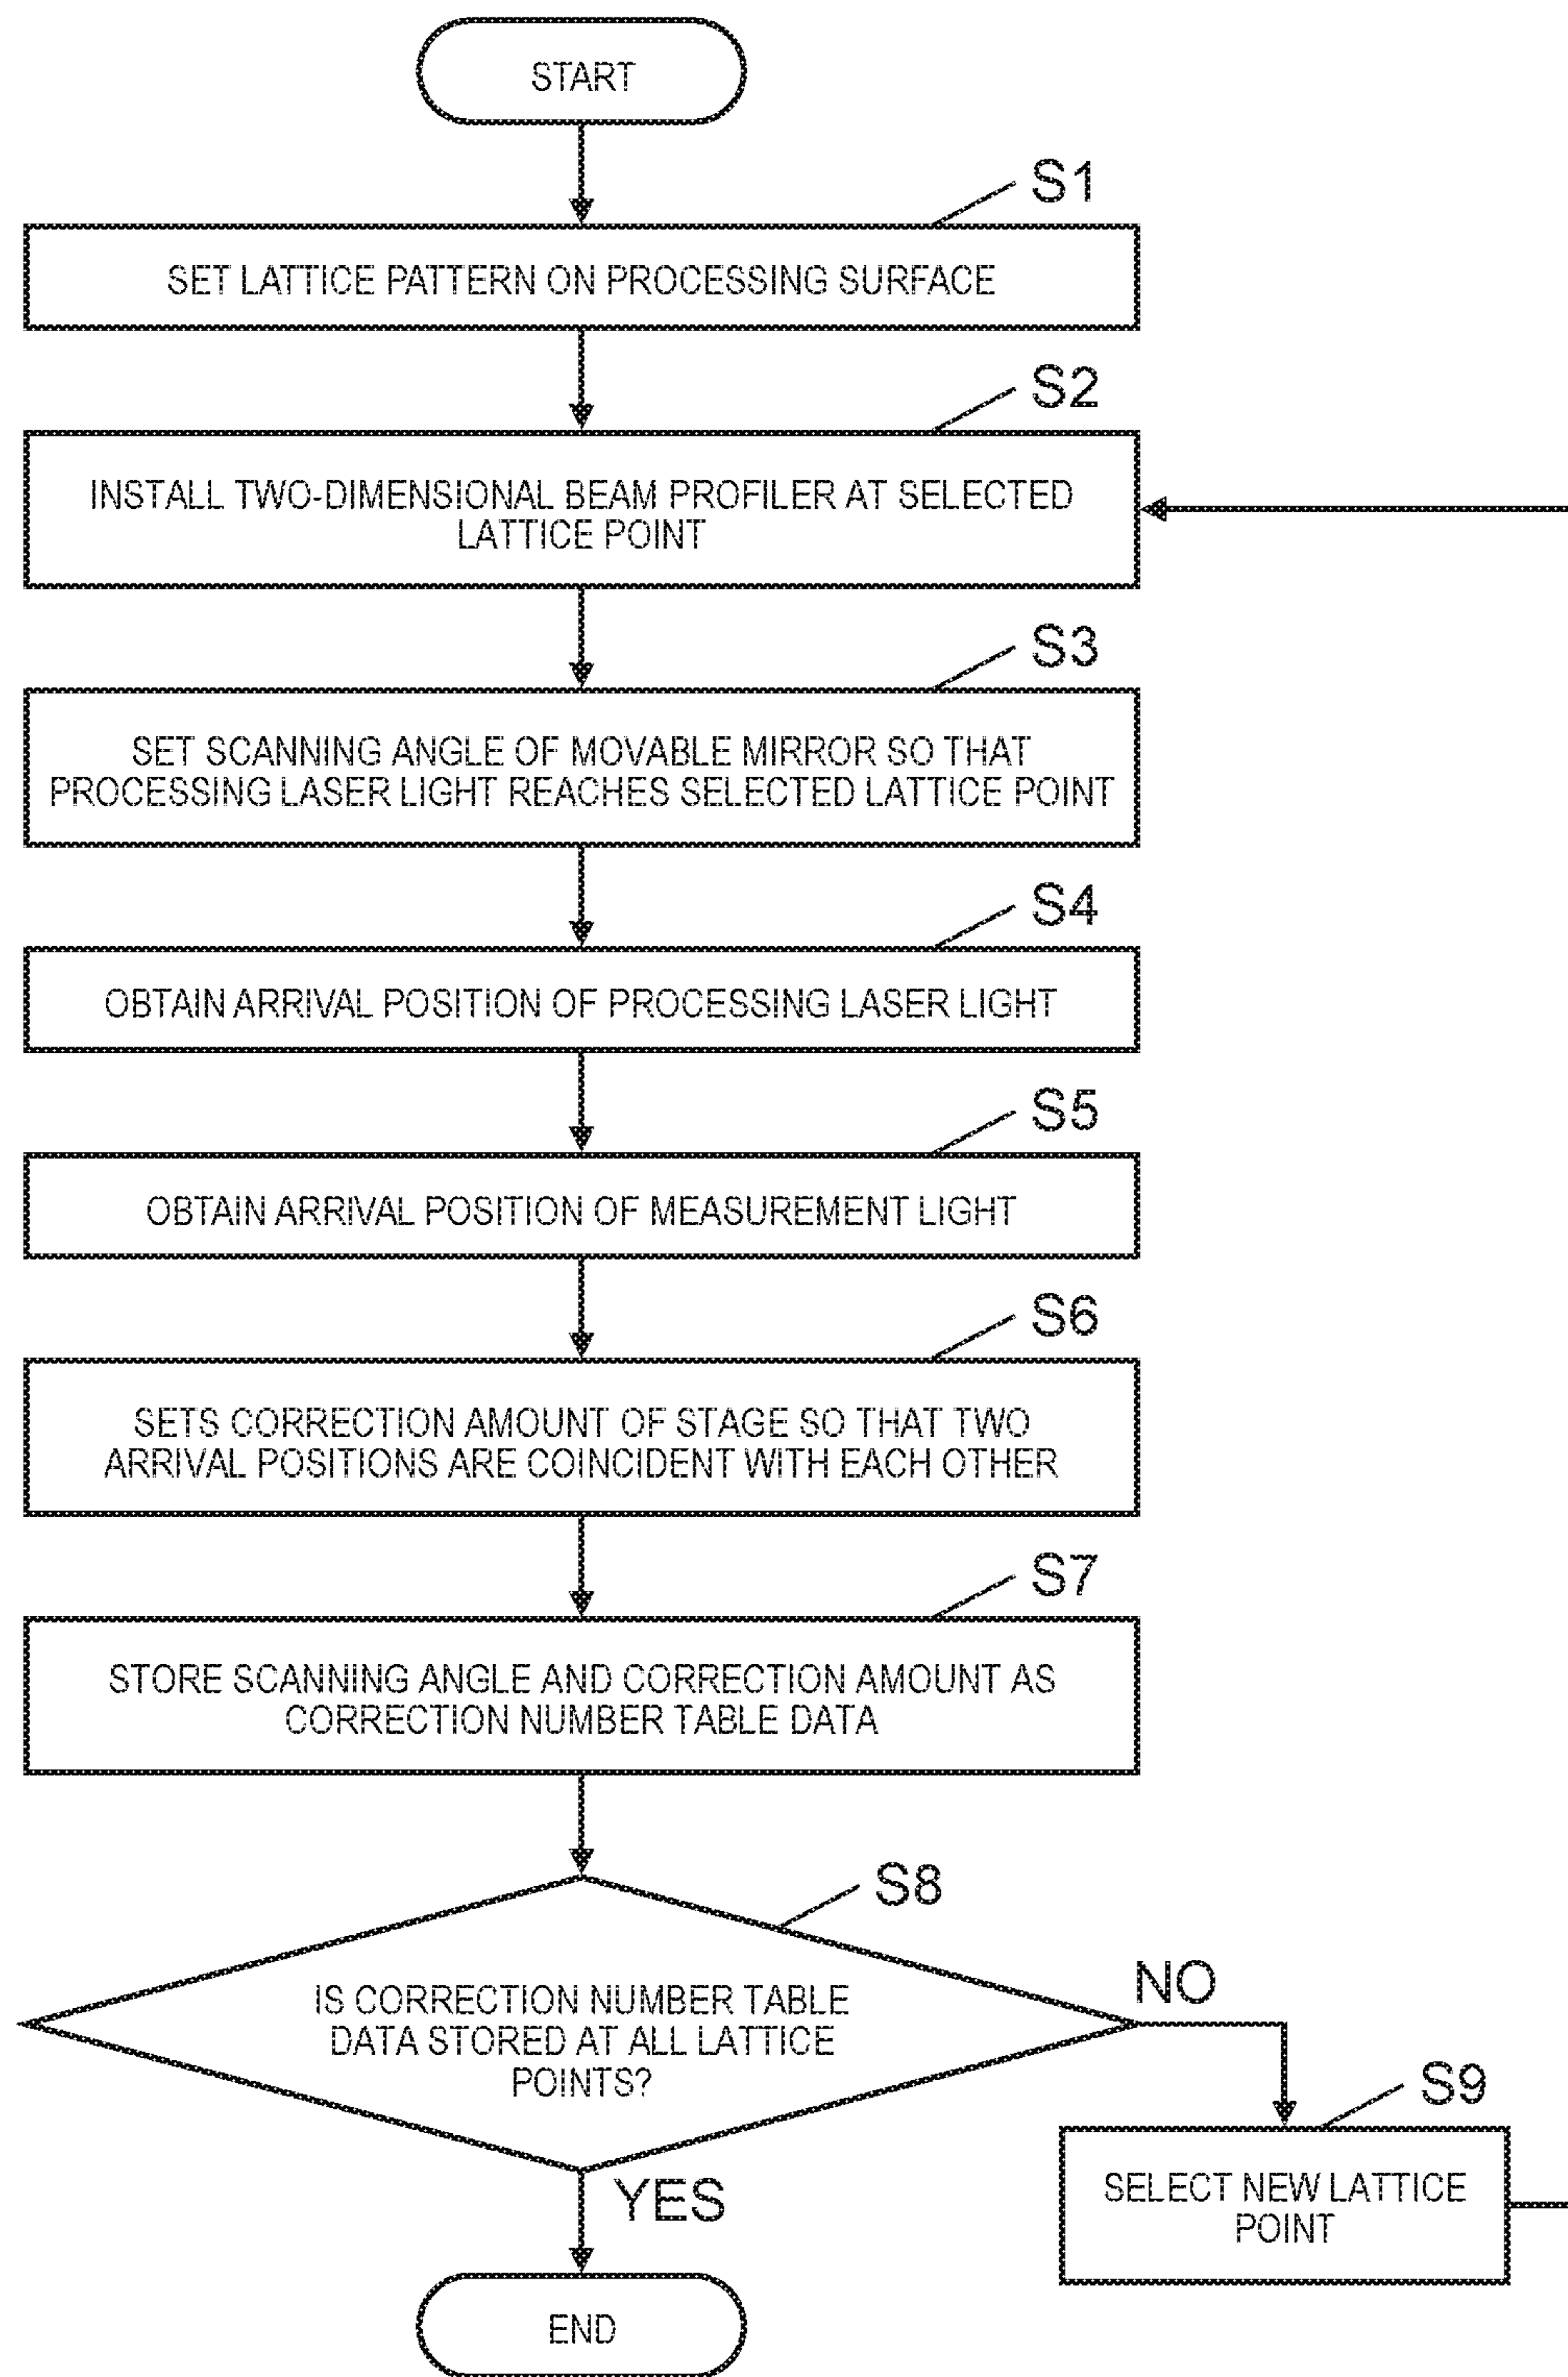 START
S1
SET LATTICE PATTERN ON PROCESSING SURFACE
S2
INSTALL TWO-DIMENSIONAL BEAM PROFILER AT SELECTED
LATTICE POINT
S3
SET SCANNING ANGLE OF MOVABLE MIRROR SO THAT
PROCESSING LASER LIGHT REACHES SELECTED LATTICE POINT
S4
OBTAIN ARRIVAL POSITION OF PROCESSING LASER LIGHT
S5
OBTAIN ARRIVAL POSITION OF MEASUREMENT LIGHT
S6
SETS CORRECTION AMOUNT OF STAGE SO THAT TWO
ARRIVAL POSITIONS ARE COINCIDENT WITH EACH OTHER
S7
STORE SCANNING ANGLE AND CORRECTION AMOUNT AS
CORRECTION NUMBER TABLE DATA
S8
IS CORRECTION NUMBER TABLE
DATA STORED AT ALL LATTICE
POINTS?
NO
S9
SELECT NEW LATTICE
POINT
YES
END